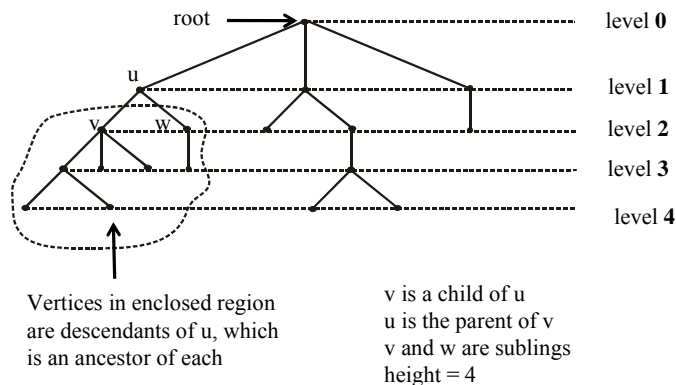 root
level 0
u
level 1
v
w
level 2
level 3
level 4
Vertices in enclosed region
are descendants of u, which
is an ancestor of each
v is a child of u
u is the parent of v
v and w are sublings
height = 4